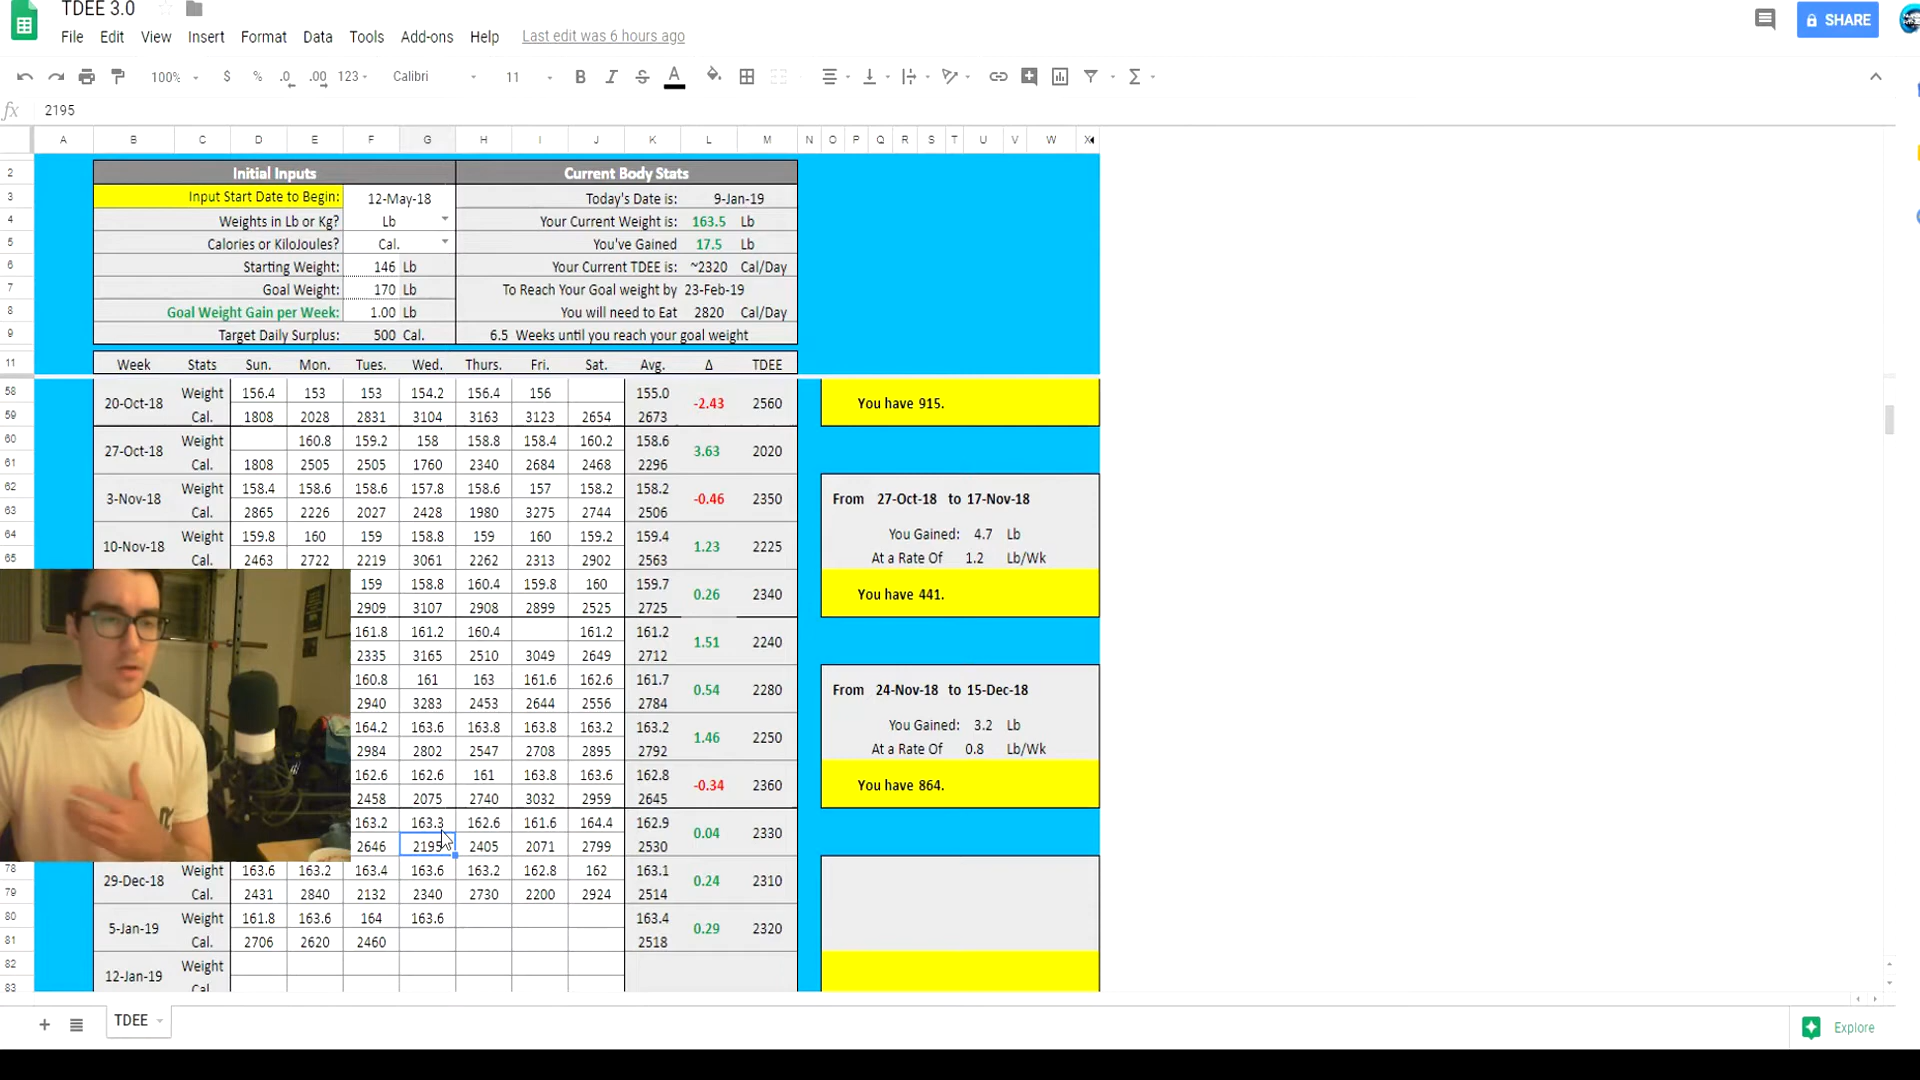 TDEE 3.0
File Edit View Insert Format Data Tools Add-ons Help Last edit was 6 hours ago
SHARE
100% $ % .0 .00 123 Calibri 11 B I S A
fx 2195
A B C D E F G H I J K L M N O P Q R S T U V W X
2 Initial Inputs Current Body Stats
3 Input Start Date to Begin: 12-May-18 Today's Date is: 9-Jan-19
4 Weights in Lb or Kg? Lb Your Current Weight is: 163.5 Lb
5 Calories or KiloJoules? Cal. You've Gained 17.5 Lb
6 Starting Weight: 146 Lb Your Current TDEE is: ~2320 Cal/Day
7 Goal Weight: 170 Lb To Reach Your Goal weight by 23-Feb-19
8 Goal Weight Gain per Week: 1.00 Lb You will need to Eat 2820 Cal/Day
9 Target Daily Surplus: 500 Cal. 6.5 Weeks until you reach your goal weight
11 Week Stats Sun. Mon. Tues. Wed. Thurs. Fri. Sat. Avg. Δ TDEE
58 Weight 156.4 153 153 154.2 156.4 156 155.0
20-Oct-18 -2.43 2560 You have 915.
59 Cal. 1808 2028 2831 3104 3163 3123 2654 2673
60 Weight 160.8 159.2 158 158.8 158.4 160.2 158.6
27-Oct-18 3.63 2020
61 Cal. 1808 2505 2505 1760 2340 2684 2468 2296
62 Weight 158.4 158.6 158.6 157.8 158.6 157 158.2 158.2
3-Nov-18 -0.46 2350 From 27-Oct-18 to 17-Nov-18
63 Cal. 2865 2226 2027 2428 1980 3275 2744 2506
64 Weight 159.8 160 159 158.8 159 160 159.2 159.4 You Gained: 4.7 Lb
10-Nov-18 1.23 2225
65 Cal. 2463 2722 2219 3061 2262 2313 2902 2563 At a Rate Of 1.2 Lb/Wk
159 158.8 160.4 159.8 160 159.7
0.26 2340 You have 441.
2909 3107 2908 2899 2525 2725
161.8 161.2 160.4 161.2 161.2
1.51 2240
2335 3165 2510 3049 2649 2712
160.8 161 163 161.6 162.6 161.7
0.54 2280 From 24-Nov-18 to 15-Dec-18
2940 3283 2453 2644 2556 2784
164.2 163.6 163.8 163.8 163.2 163.2 You Gained: 3.2 Lb
1.46 2250
2984 2802 2547 2708 2895 2792 At a Rate Of 0.8 Lb/Wk
162.6 162.6 161 163.8 163.6 162.8
-0.34 2360 You have 864.
2458 2075 2740 3032 2959 2645
163.2 163.3 162.6 161.6 164.4 162.9
0.04 2330
2646 2195 2405 2071 2799 2530
78 Weight 163.6 163.2 163.4 163.6 163.2 162.8 162 163.1
29-Dec-18 0.24 2310
79 Cal. 2431 2840 2132 2340 2730 2200 2924 2514
80 Weight 161.8 163.6 164 163.6 163.4
5-Jan-19 0.29 2320
81 Cal. 2706 2620 2460 2518
82 Weight
12-Jan-19
83 Cal
TDEE
Explore